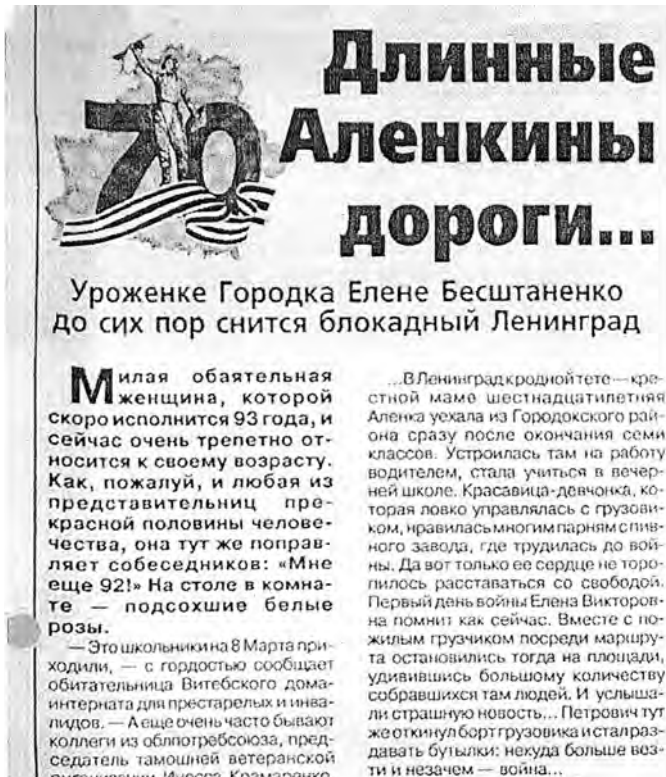 70
Длинные
Аленкины
дороги...
Уроженке Городка Елене Бесштаненко
до сих пор снится блокадный Ленинград
Милая обаятельная
женщина, которой
скоро исполнится 93 года, и
сейчас очень трепетно от-
носится к своему возрасту.
Как, пожалуй, и любая из
представительниц пре-
красной половины челове-
чества, она тут же поправ-
ляет собеседников: «Мне
еще 92!» На столе в комна-
те — подсохшие белые
розы.
— Это школьники на 8 Марта при-
ходили, — с гордостью сообщает
обитательница Витебского дома-
интерната для престарелых и инва-
лидов. — А еще очень часто бывают
коллеги из облпотребсоюза, пред-
седатель тамошней ветеранской
организации Инесса Крамаренко.
...В Ленинград к родной тете — кре-
стной маме шестнадцатилетняя
Аленка уехала из Городокского рай-
она сразу после окончания семи
классов. Устроилась там на работу
водителем, стала учиться в вечер-
ней школе. Красавица-девчонка, ко-
торая ловко управлялась с грузови-
ком, нравилась многим парням с пив-
ного завода, где трудилась до вой-
ны. Да вот только ее сердце не торо-
пилось расставаться со свободой.
Первый день войны Елена Викторов-
на помнит как сейчас. Вместе с по-
жилым грузчиком посреди маршру-
та остановились тогда на площади,
удивившись большому количеству
собравшихся там людей. И услыша-
ли страшную новость... Петрович тут
же откинул борт грузовика и стал раз-
давать бутылки: некуда больше вез-
ти и незачем — война...